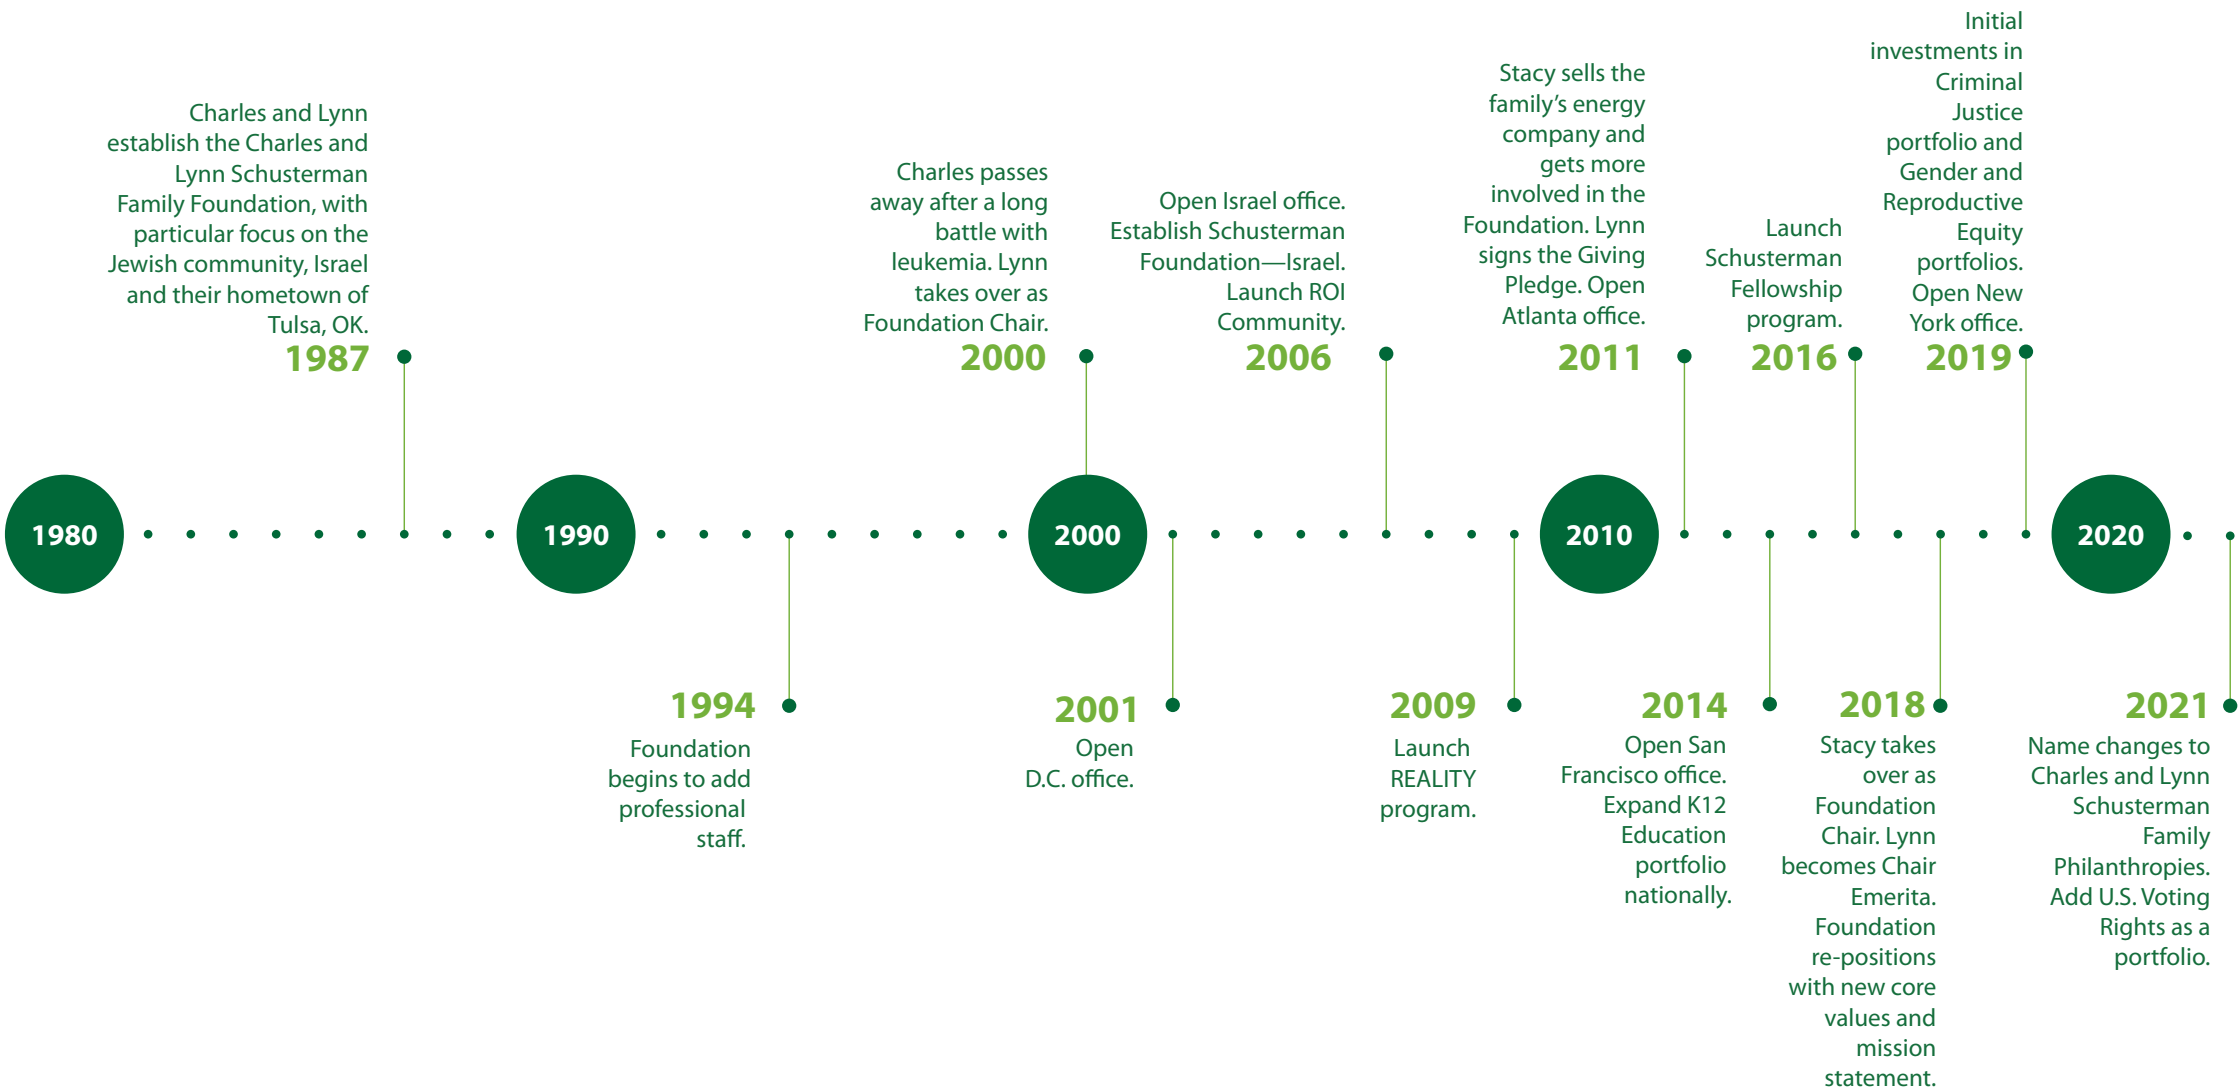 Charles and Lynn
establish the Charles and
Lynn Schusterman
Family Foundation, with
particular focus on the
Jewish community, Israel
and their hometown of
Tulsa, OK.
1987
Charles passes
away after a long
battle with
leukemia. Lynn
takes over as
Foundation Chair.
2000
Open Israel office.
Establish Schusterman
Foundation—Israel.
Launch ROI
Community.
2006
Stacy sells the
family’s energy
company and
gets more
involved in the
Foundation. Lynn
signs the Giving
Pledge. Open
Atlanta office.
2011
Launch
Schusterman
Fellowship
program.
2016
Initial
investments in
Criminal
Justice
portfolio and
Gender and
Reproductive
Equity
portfolios.
Open New
York office.
2019
1980
1990
2000
2010
2020
1994
Foundation
begins to add
professional
staff.
2001
Open
D.C. office.
2009
Launch
REALITY
program.
2014
Open San
Francisco office.
Expand K12
Education
portfolio
nationally.
2018
Stacy takes
over as
Foundation
Chair. Lynn
becomes Chair
Emerita.
Foundation
re-positions
with new core
values and
mission
statement.
2021
Name changes to
Charles and Lynn
Schusterman
Family
Philanthropies.
Add U.S. Voting
Rights as a
portfolio.